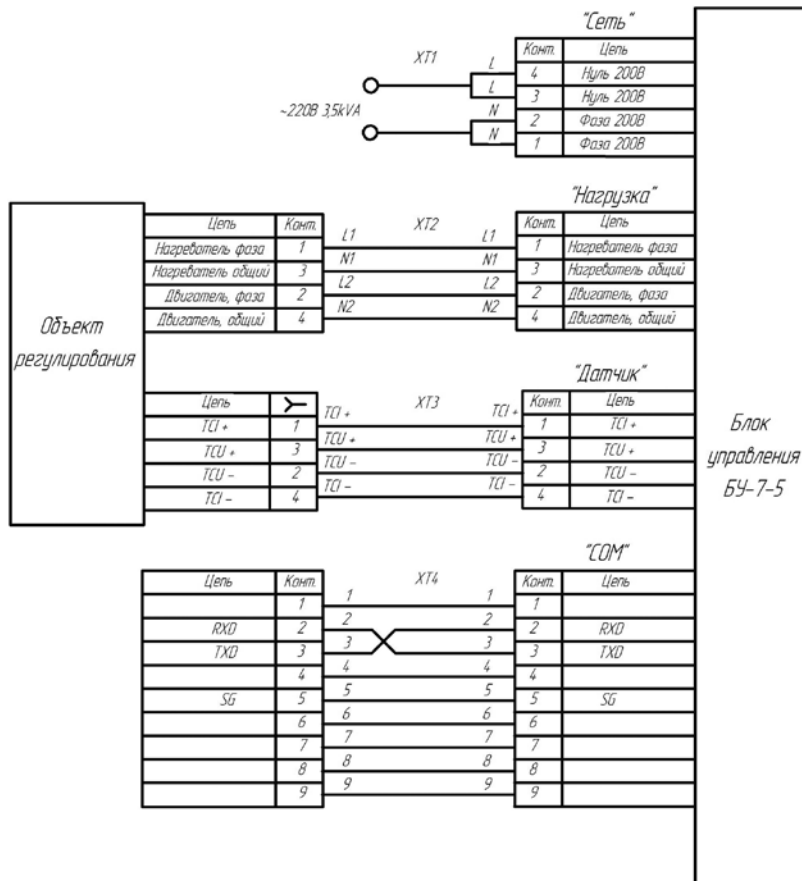 "Сеть"
ХТ1
Конт. Цепь
L 4 Нуль 200В
L 3 Нуль 200В
~220В 3,5kVA
N 2 Фаза 200В
N 1 Фаза 200В
"Нагрузка"
Цепь Конт. ХТ2 Конт. Цепь
Нагреватель фаза 1 L1 L1 1 Нагреватель фаза
Нагреватель общий 3 N1 N1 3 Нагреватель общий
Двигатель, фаза 2 L2 L2 2 Двигатель, фаза
Двигатель, общий 4 N2 N2 4 Двигатель, общий
Объект
регулирования
"Датчик"
Цепь ХТ3 Конт. Цепь
TCI + 1 TCI + TCI + 1 TCI +
TCU + 3 TCU + TCU + 3 TCU +
TCU − 2 TCU − TCU − 2 TCU −
TCI − 4 TCI − TCI − 4 TCI −
Блок
управления
БУ-7-5
"COM"
Цепь Конт. ХТ4 Конт. Цепь
1 1 1 1
RXD 2 2 2 2 RXD
TXD 3 3 3 3 TXD
4 4 4 4
SG 5 5 5 5 SG
6 6 6 6
7 7 7 7
8 8 8 8
9 9 9 9